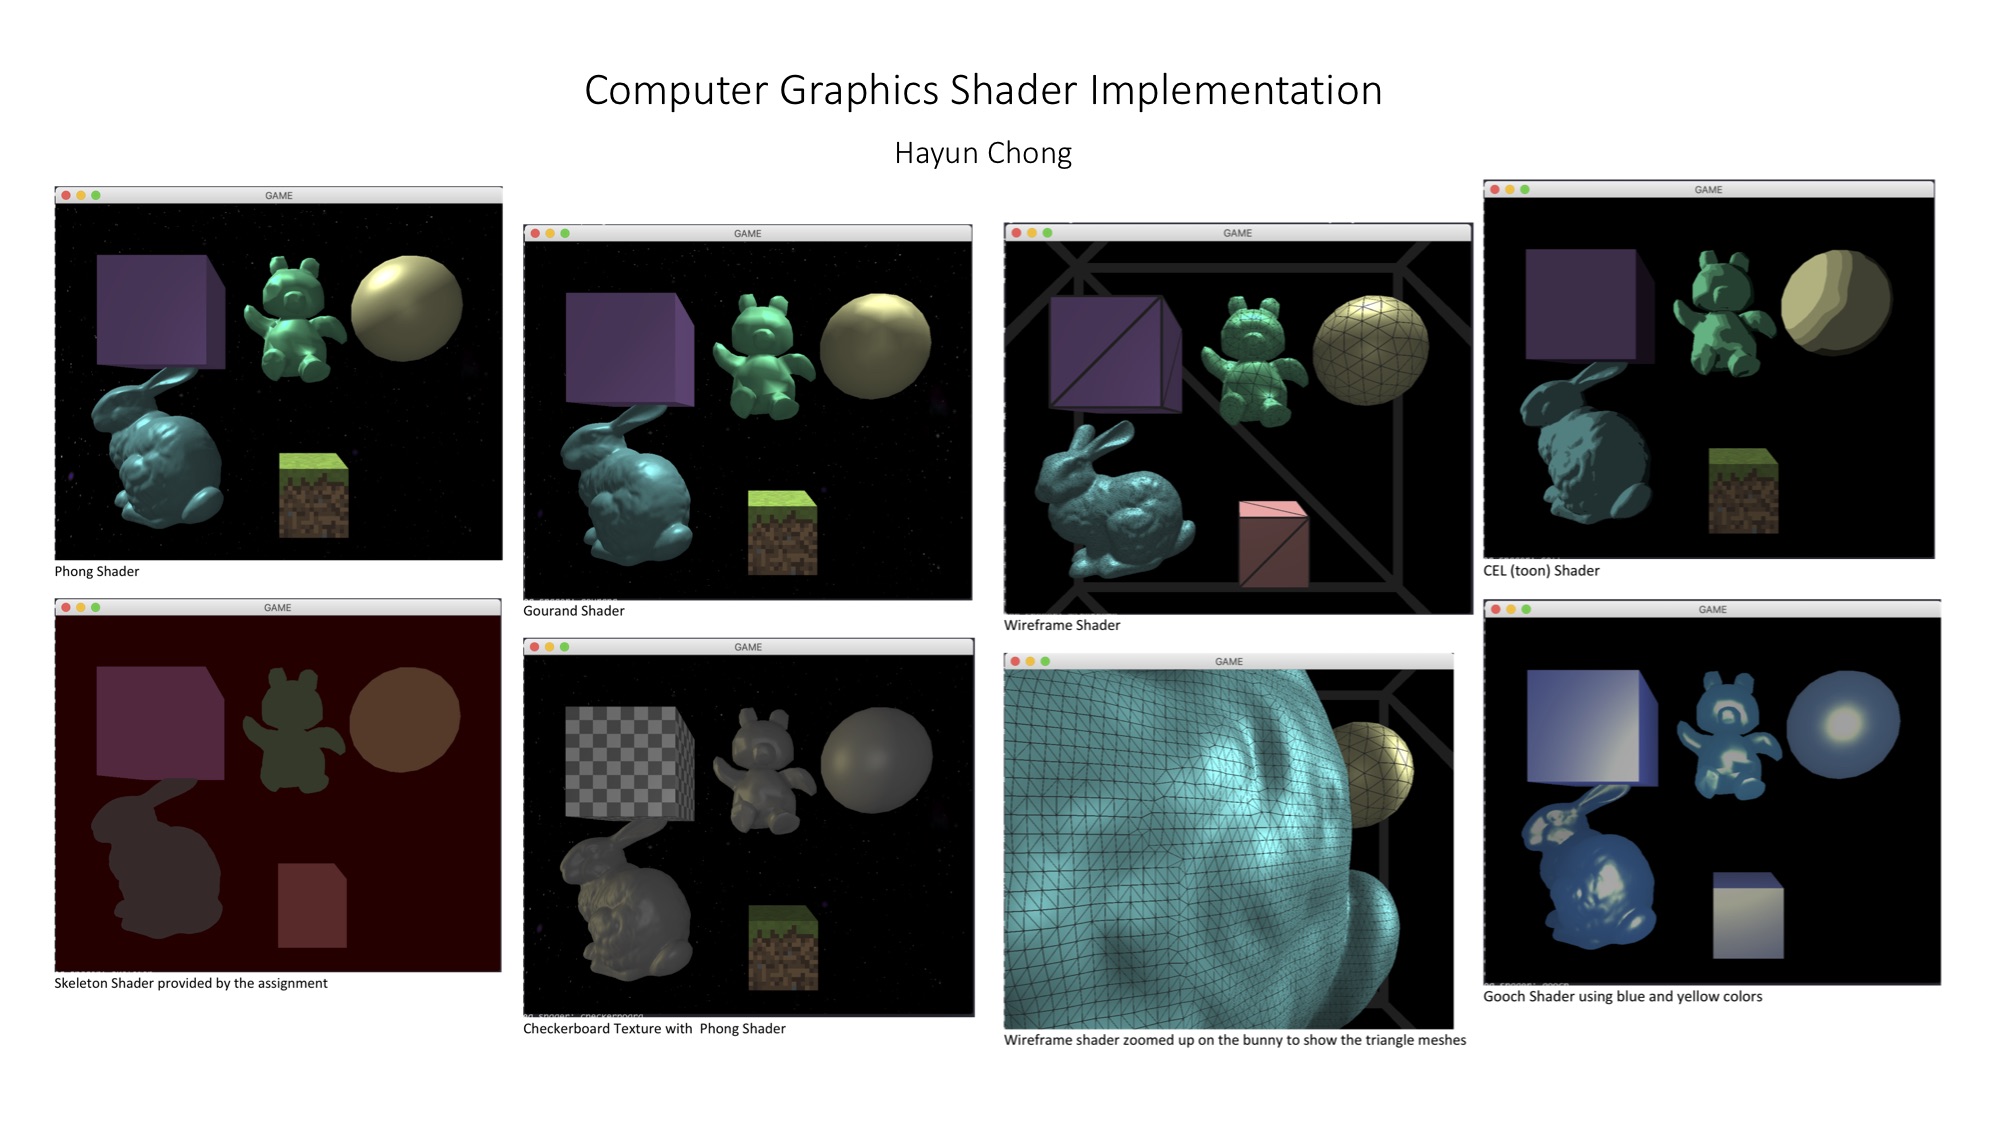 Computer Graphics Shader Implementation
Hayun Chong
GAME
Phong Shader
GAME
Gourand Shader
GAME
Wireframe Shader
GAME
CEL (toon) Shader
GAME
Skeleton Shader provided by the assignment
GAME
Checkerboard Texture with Phong Shader
GAME
Wireframe shader zoomed up on the bunny to show the triangle meshes
GAME
Gooch Shader using blue and yellow colors